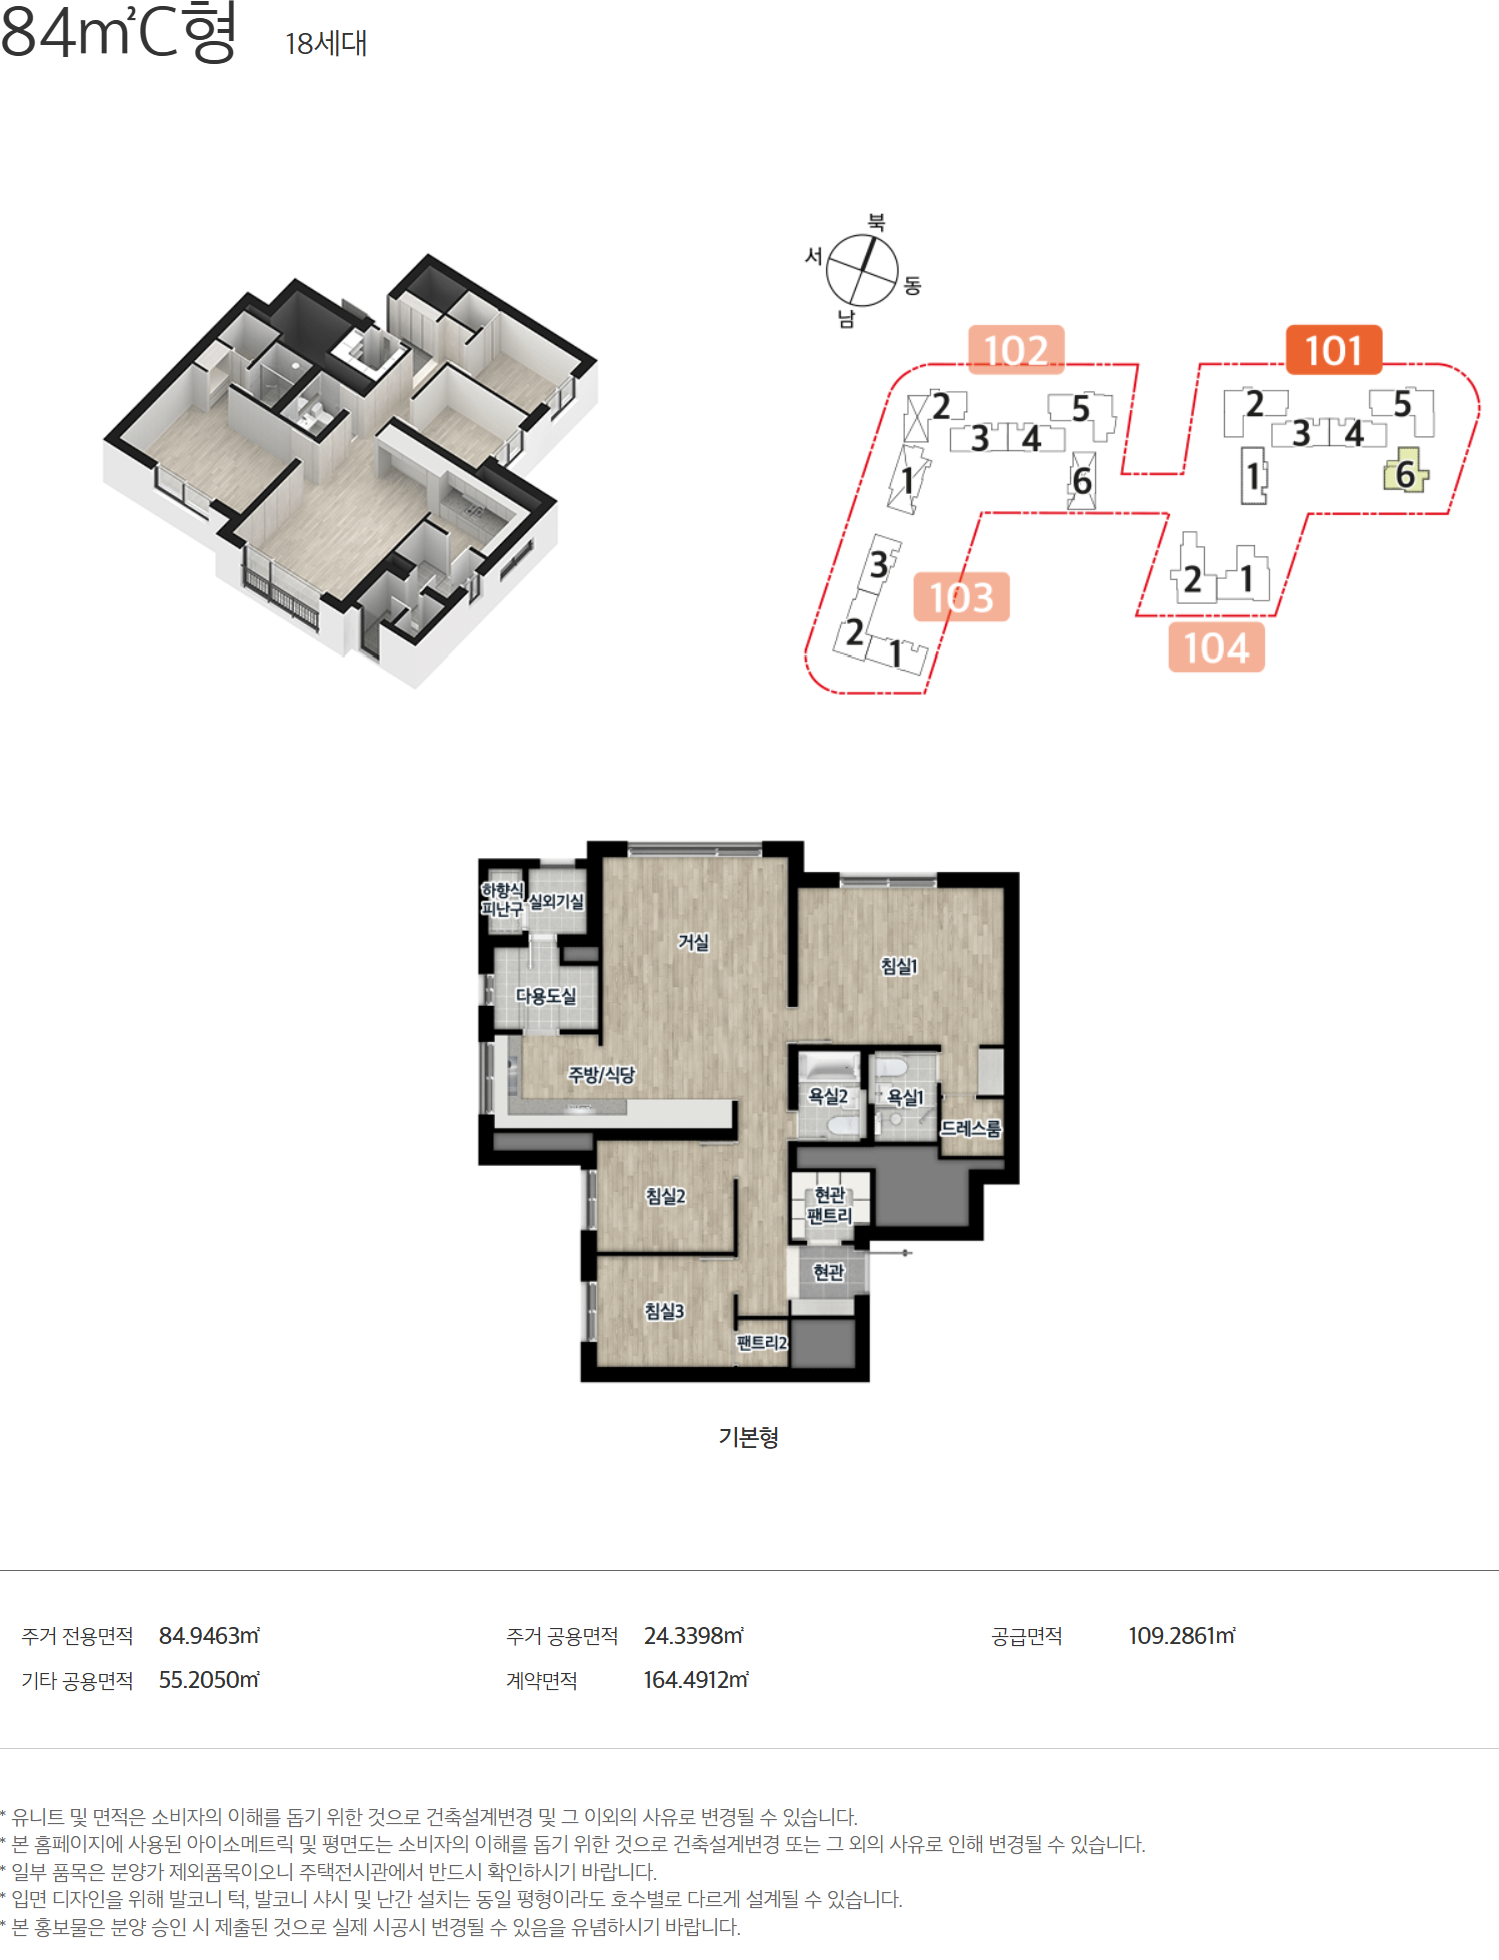 84㎡C형 18세대
북
서
동
남
102
101
2
5
3
4
1
6
2
5
3
4
1
6
3
103
2
1
2
1
104
하향식
피난구
실외기실
거실
침실1
다용도실
주방/식당
욕실2
욕실1
드레스룸
침실2
현관
팬트리
현관
침실3
팬트리2
기본형
주거 전용면적 84.9463㎡ 주거 공용면적 24.3398㎡ 공급면적 109.2861㎡
기타 공용면적 55.2050㎡ 계약면적 164.4912㎡
* 유니트 및 면적은 소비자의 이해를 돕기 위한 것으로 건축설계변경 및 그 이외의 사유로 변경될 수 있습니다.
* 본 홈페이지에 사용된 아이소메트릭 및 평면도는 소비자의 이해를 돕기 위한 것으로 건축설계변경 또는 그 외의 사유로 인해 변경될 수 있습니다.
* 일부 품목은 분양가 제외품목이오니 주택전시관에서 반드시 확인하시기 바랍니다.
* 입면 디자인을 위해 발코니 턱, 발코니 샤시 및 난간 설치는 동일 평형이라도 호수별로 다르게 설계될 수 있습니다.
* 본 홍보물은 분양 승인 시 제출된 것으로 실제 시공시 변경될 수 있음을 유념하시기 바랍니다.